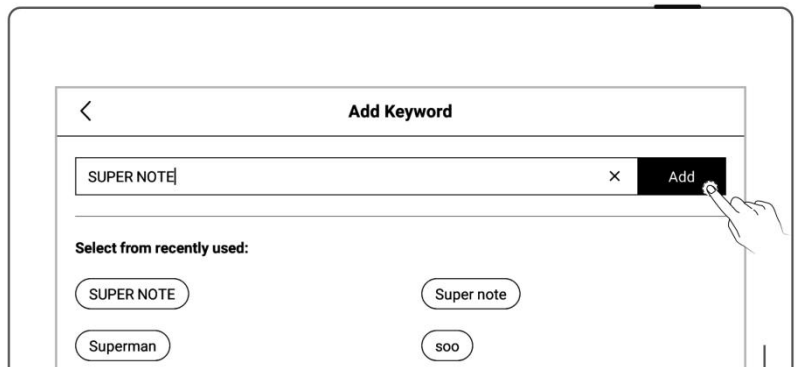 Add Keyword
SUPER NOTE
Add
Select from recently used:
SUPER NOTE
Super note
Superman
soo